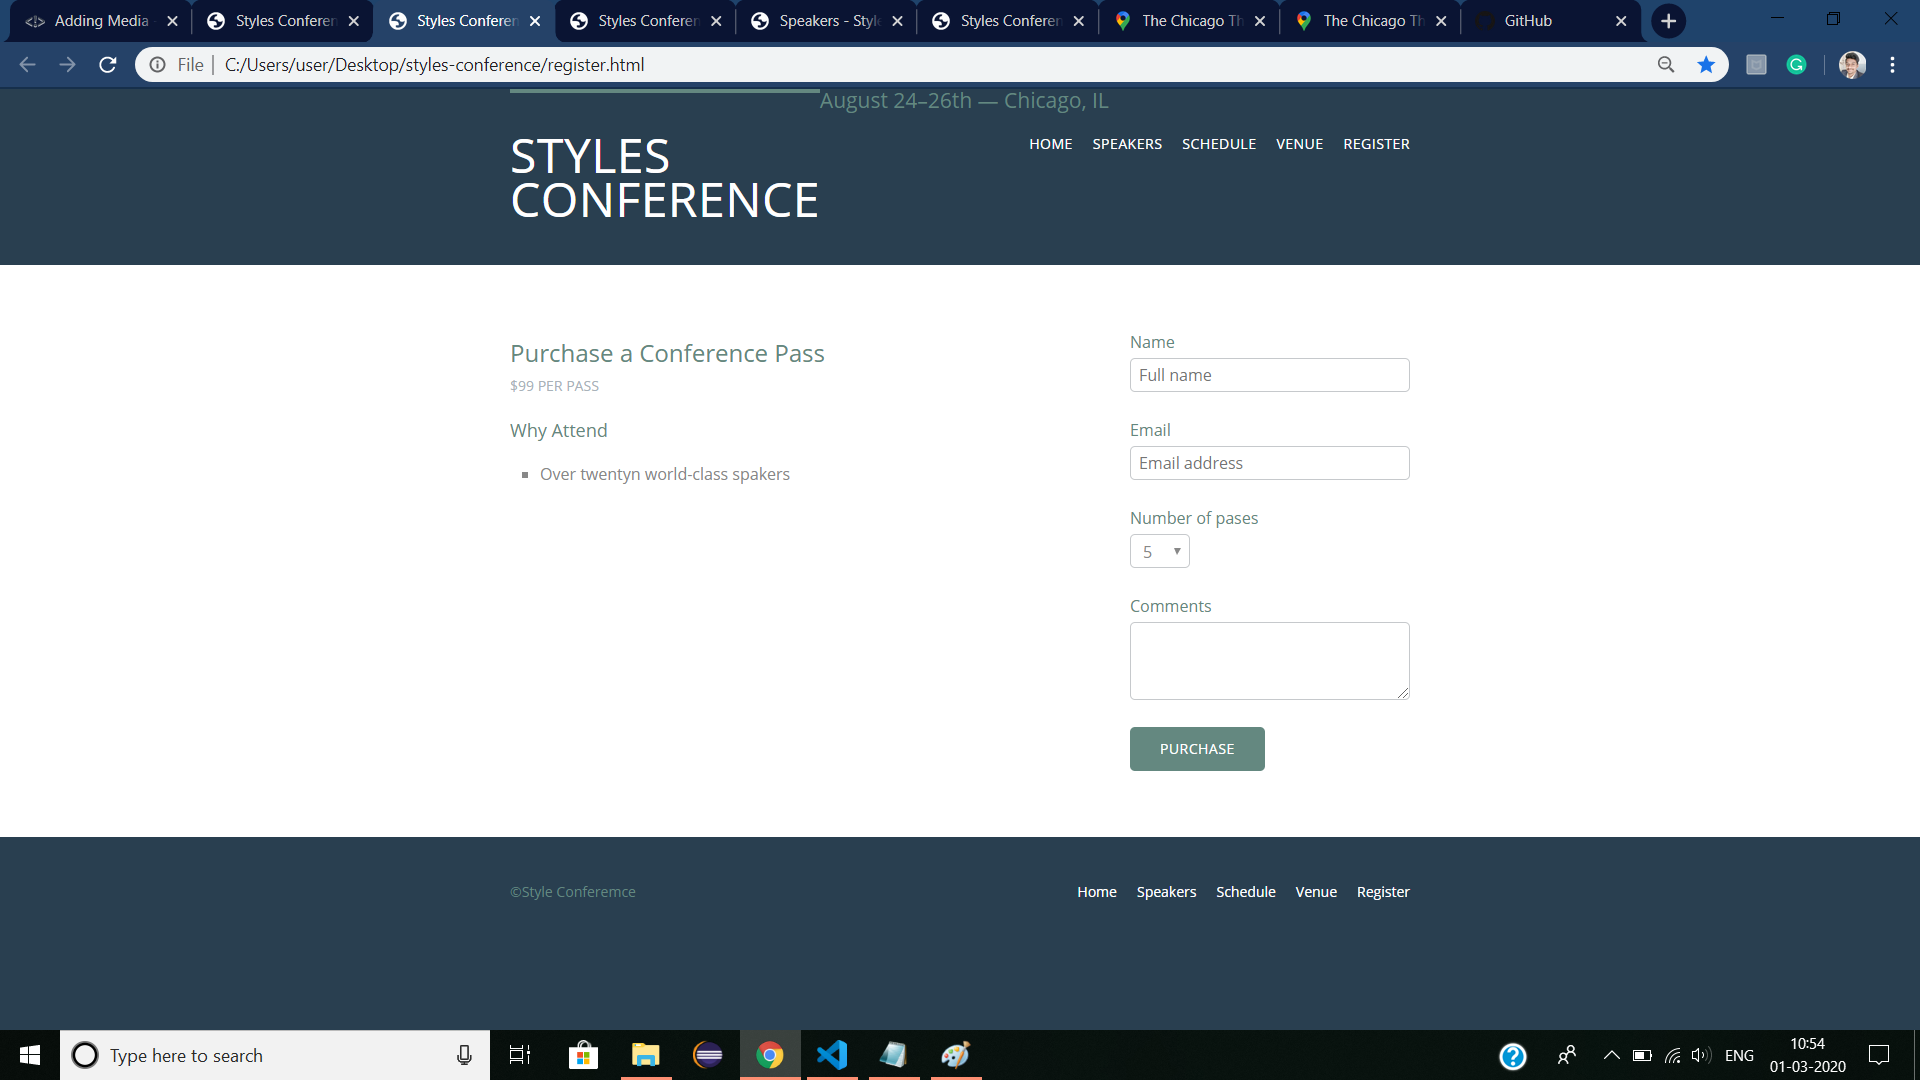 Adding Media
Styles Conferen
Styles Conferen
Styles Conferen
Speakers - Style
Styles Conferen
The Chicago Th
The Chicago Th
GitHub
File
C:/Users/user/Desktop/styles-conference/register.html
August 24–26th — Chicago, IL
STYLES
CONFERENCE
HOME SPEAKERS SCHEDULE VENUE REGISTER
Purchase a Conference Pass
$99 PER PASS
Why Attend
Over twentyn world-class spakers
Name
Full name
Email
Email address
Number of pases
5
Comments
PURCHASE
©Style Conferemce
Home Speakers Schedule Venue Register
Type here to search
ENG
10:54
01-03-2020